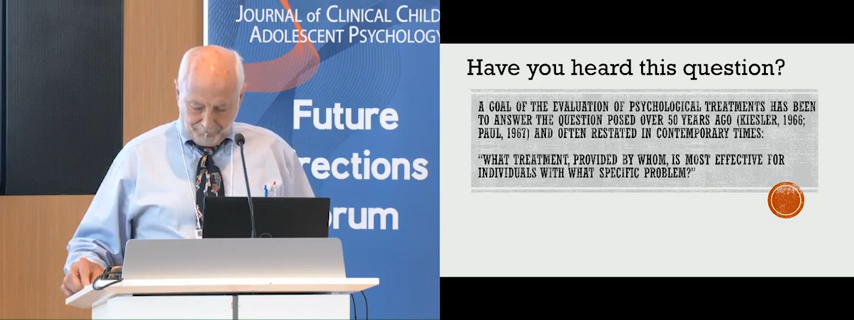 JOURNAL of CLINICAL CHILD
ADOLESCENT PSYCHOLOGY
Future
rections
rum
Have you heard this question?
A GOAL OF THE EVALUATION OF PSYCHOLOGICAL TREATMENTS HAS BEEN
TO ANSWER THE QUESTION POSED OVER 50 YEARS AGO (KIESLER, 1966;
PAUL, 1967) AND OFTEN RESTATED IN CONTEMPORARY TIMES:
“WHAT TREATMENT, PROVIDED BY WHOM, IS MOST EFFECTIVE FOR
INDIVIDUALS WITH WHAT SPECIFIC PROBLEM?”